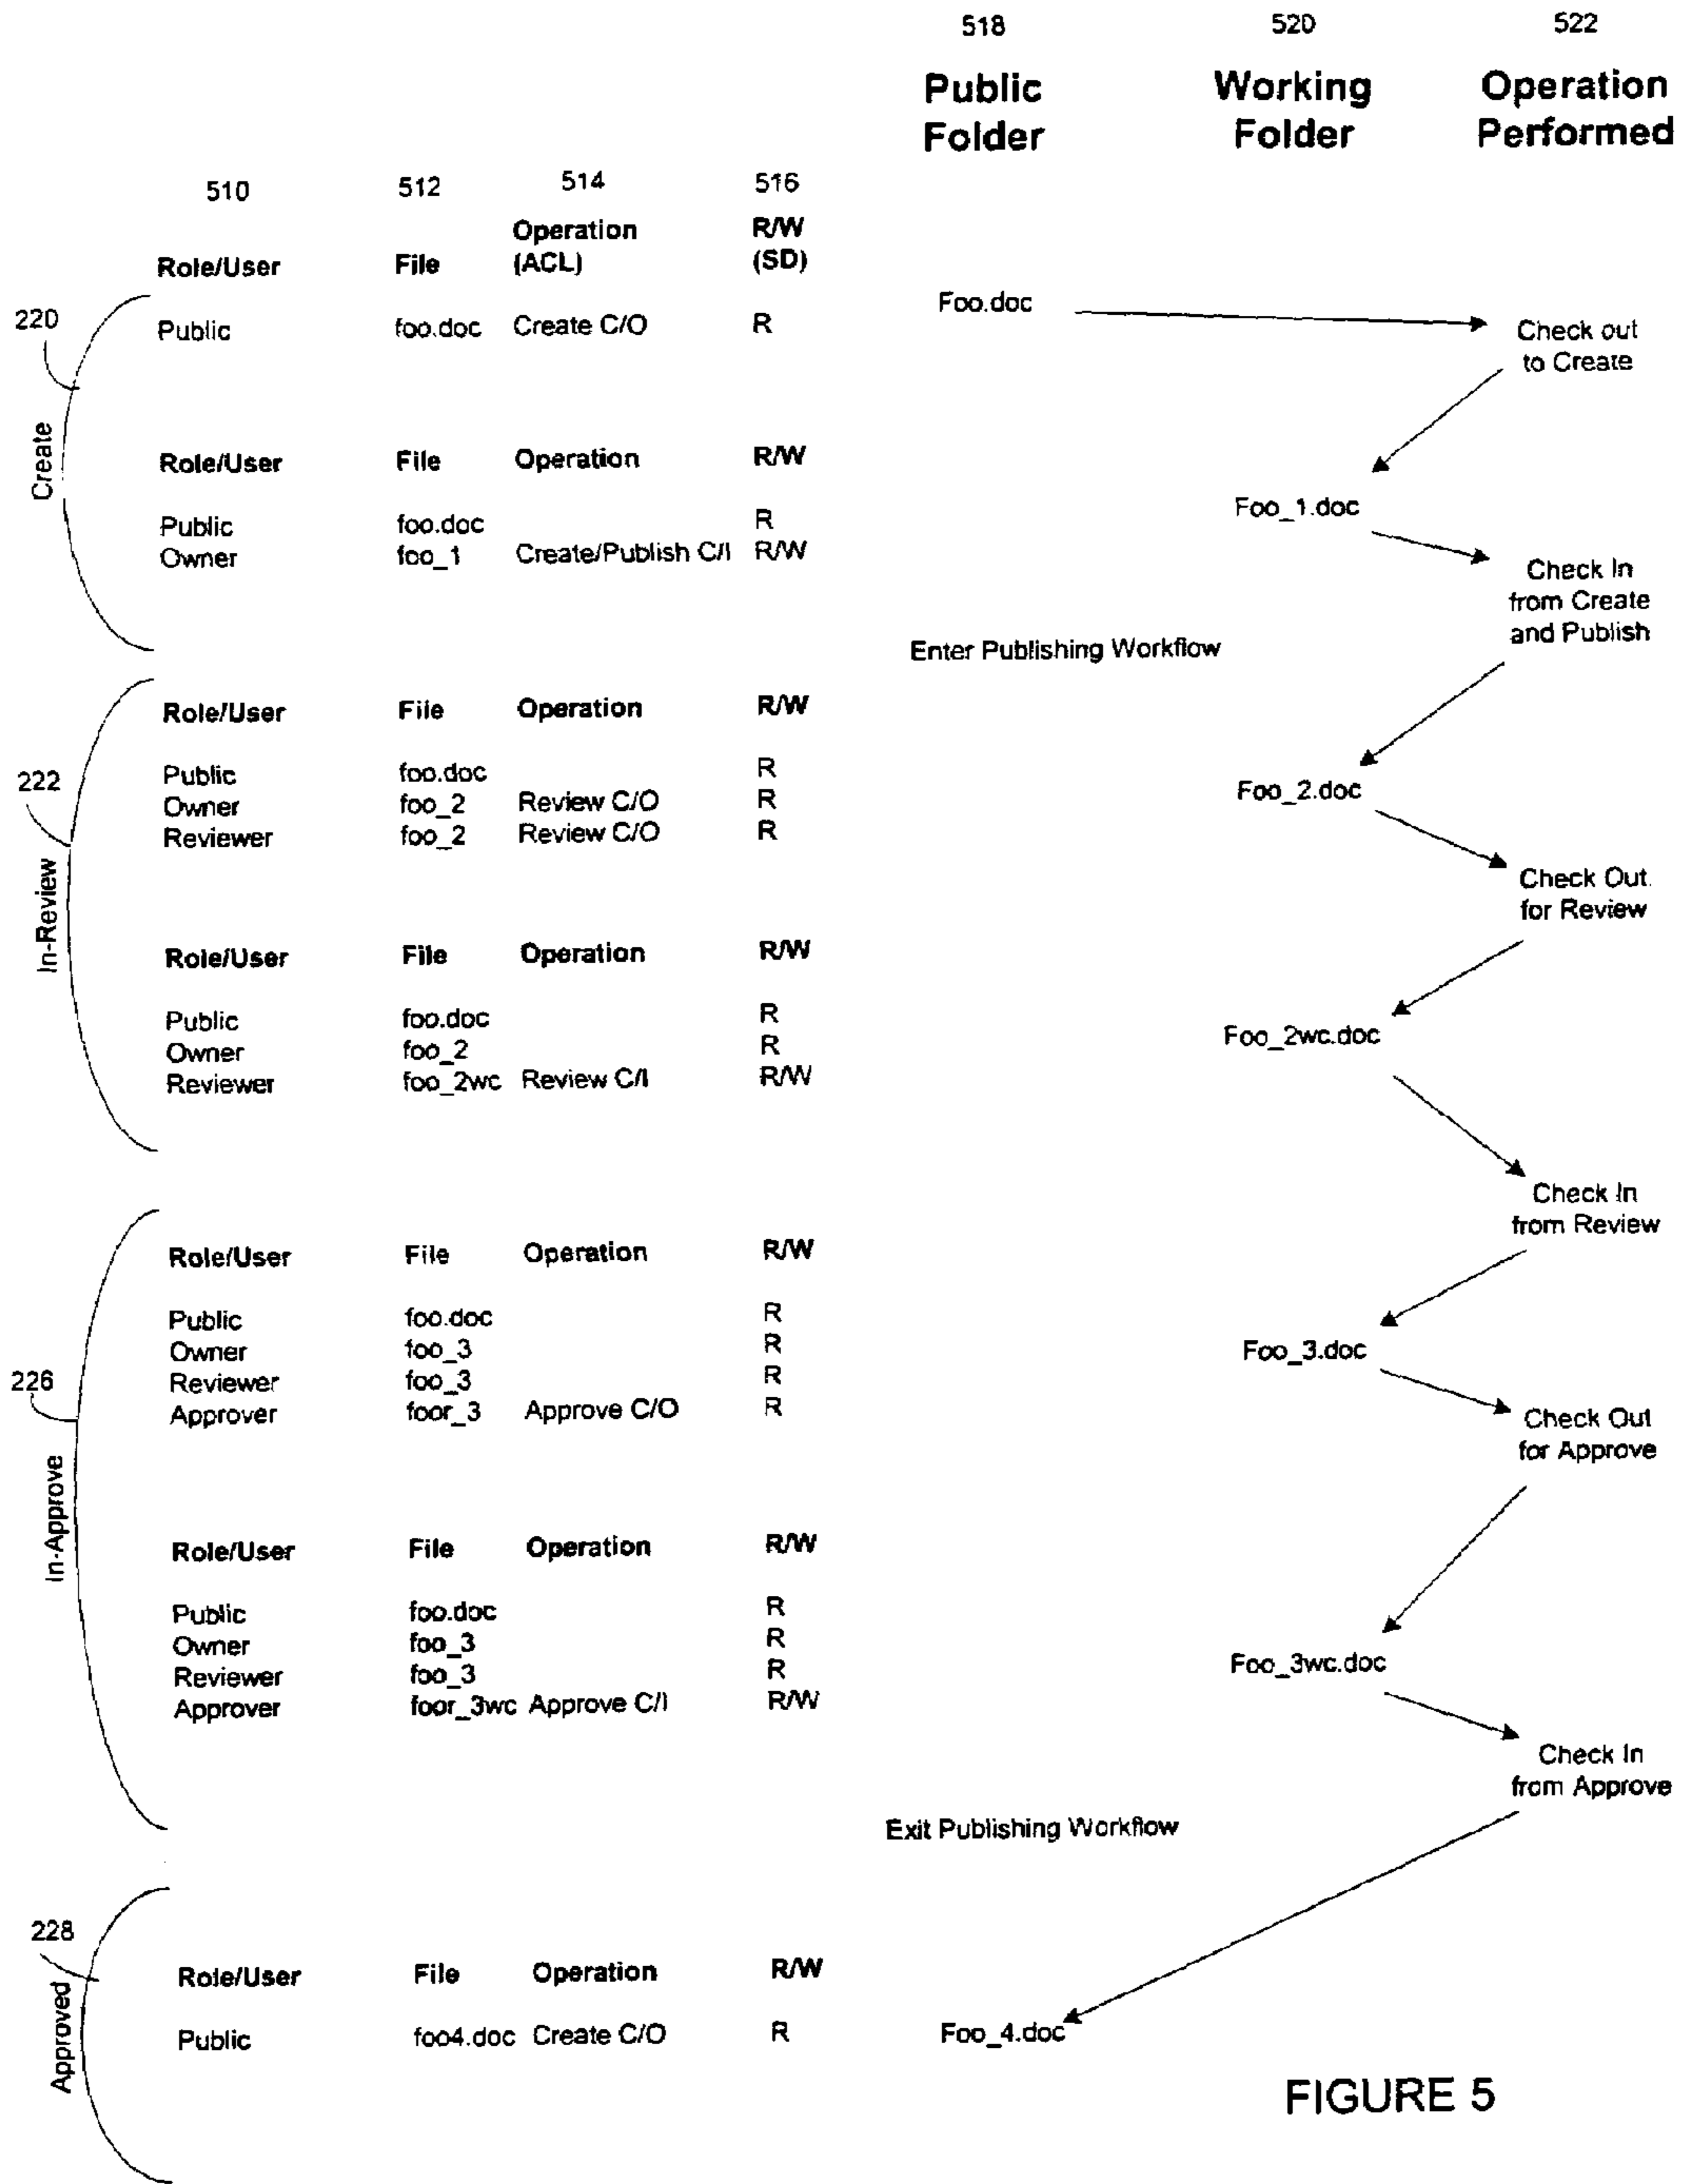 518 520 522
Public Folder Working Folder Operation Performed
510 512 514 516
Role/User File Operation (ACL) R/W (SD)
220
Create
Public foo.doc Create C/O R
Foo.doc
Check out
to Create
Role/User File Operation R/W
Public foo.doc R
Owner foo_1 Create/Publish C/I R/W
Foo_1.doc
Check In
from Create
and Publish
Enter Publishing Workflow
222
In-Review
Role/User File Operation R/W
Public foo.doc R
Owner foo_2 Review C/O R
Reviewer foo_2 Review C/O R
Foo_2.doc
Check Out
for Review
Role/User File Operation R/W
Public foo.doc R
Owner foo_2 R
Reviewer foo_2wc Review C/I R/W
Foo_2wc.doc
Check In
from Review
226
In-Approve
Role/User File Operation R/W
Public foo.doc R
Owner foo_3 R
Reviewer foo_3 R
Approver foor_3 Approve C/O R
Foo_3.doc
Check Out
for Approve
Role/User File Operation R/W
Public foo.doc R
Owner foo_3 R
Reviewer foo_3 R
Approver foor_3wc Approve C/I R/W
Foo_3wc.doc
Check In
from Approve
Exit Publishing Workflow
228
Approved
Role/User File Operation R/W
Public foo4.doc Create C/O R
Foo_4.doc
FIGURE 5